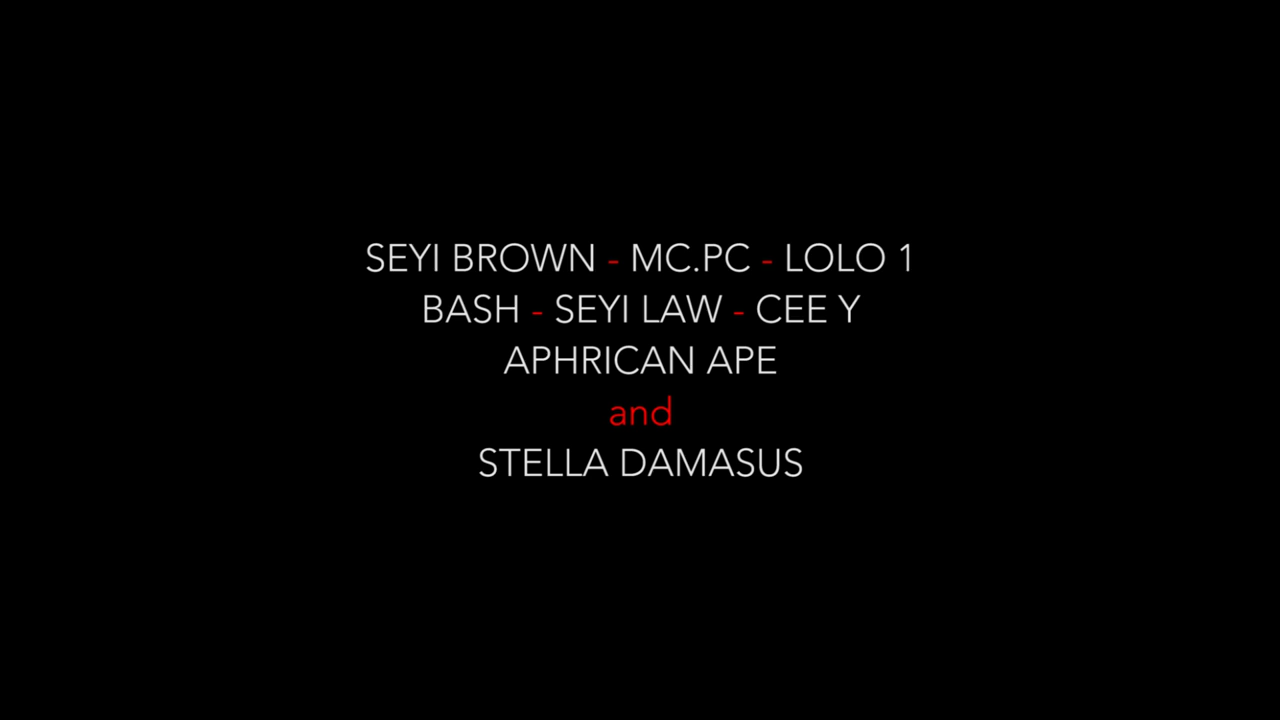 SEYI BROWN - MC.PC - LOLO 1
BASH - SEYI LAW - CEE Y
APHRICAN APE
and
STELLA DAMASUS